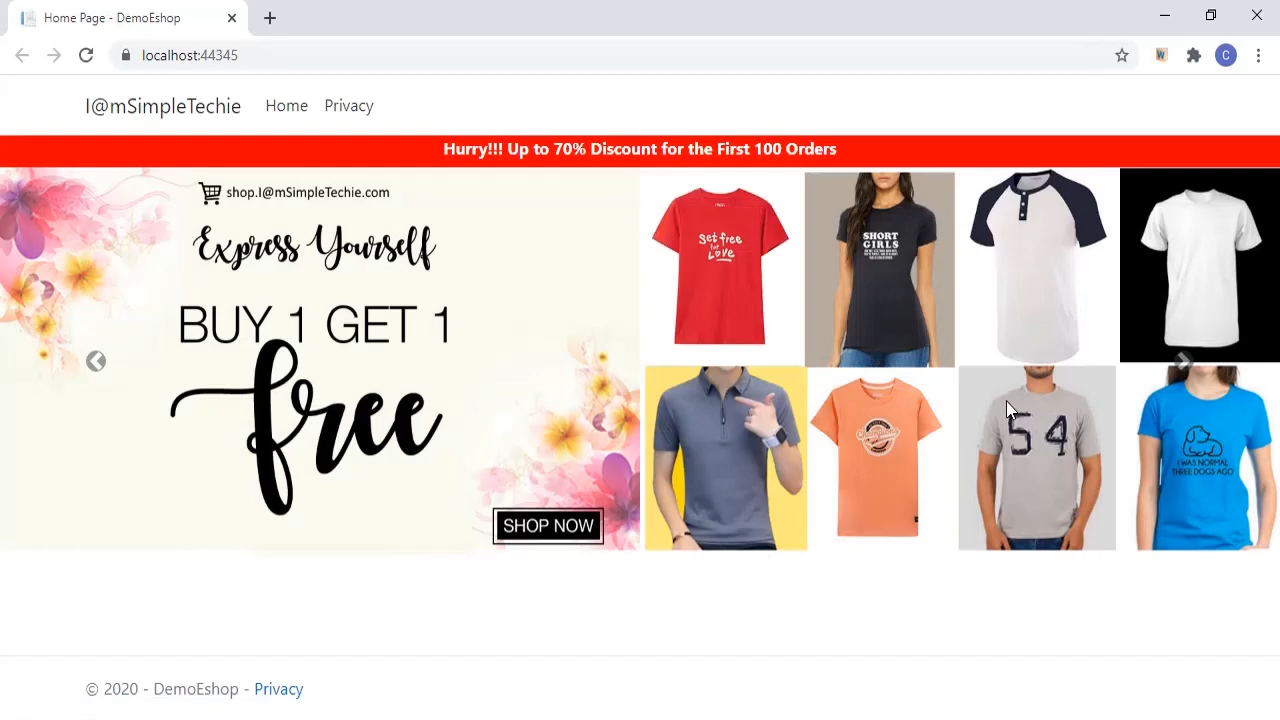 Home Page - DemoEshop
localhost:44345
C
I@mSimpleTechie
Home
Privacy
Hurry!!! Up to 70% Discount for the First 100 Orders
shop.I@mSimpleTechie.com
Express Yourself
BUY 1 GET 1
free
SHOP NOW
Set free
for
Love
SHORT
GIRLS
54
I WAS NORMAL
THREE DOGS AGO
© 2020 - DemoEshop - Privacy